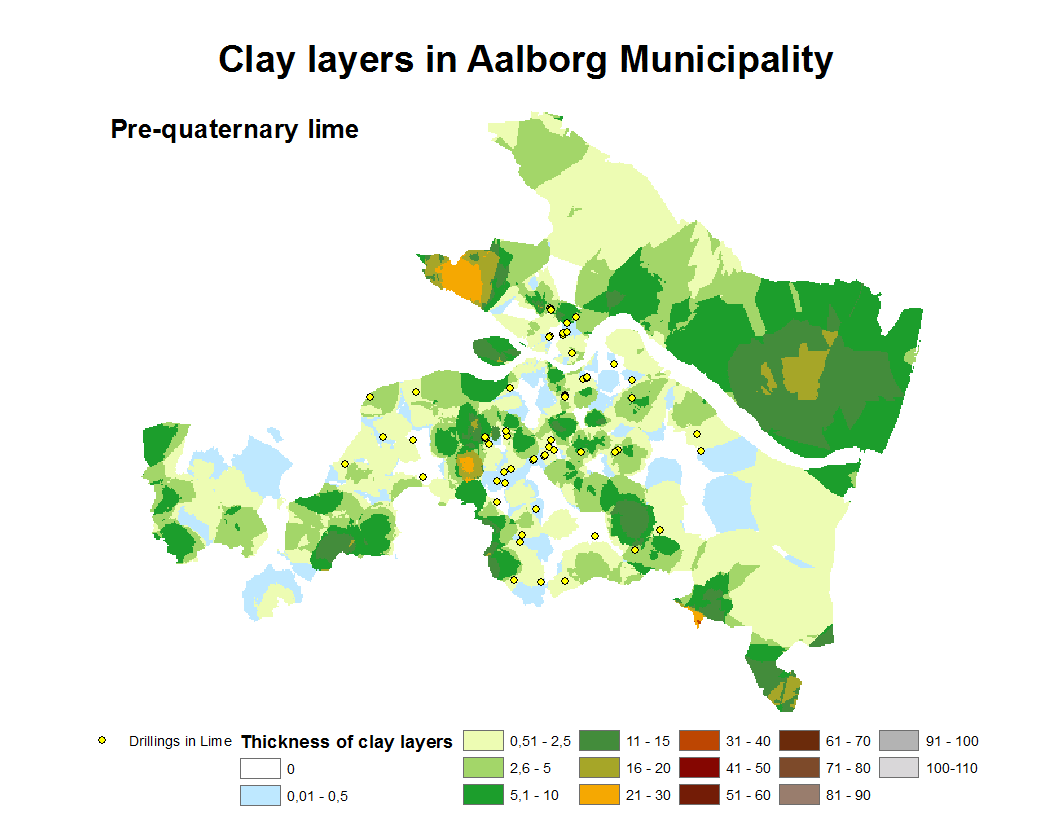 Clay layers in Aalborg Municipality
Pre-quaternary lime
Drillings in Lime
Thickness of clay layers
0
0,01 - 0,5
0,51 - 2,5
2,6 - 5
5,1 - 10
11 - 15
16 - 20
21 - 30
31 - 40
41 - 50
51 - 60
61 - 70
71 - 80
81 - 90
91 - 100
100-110